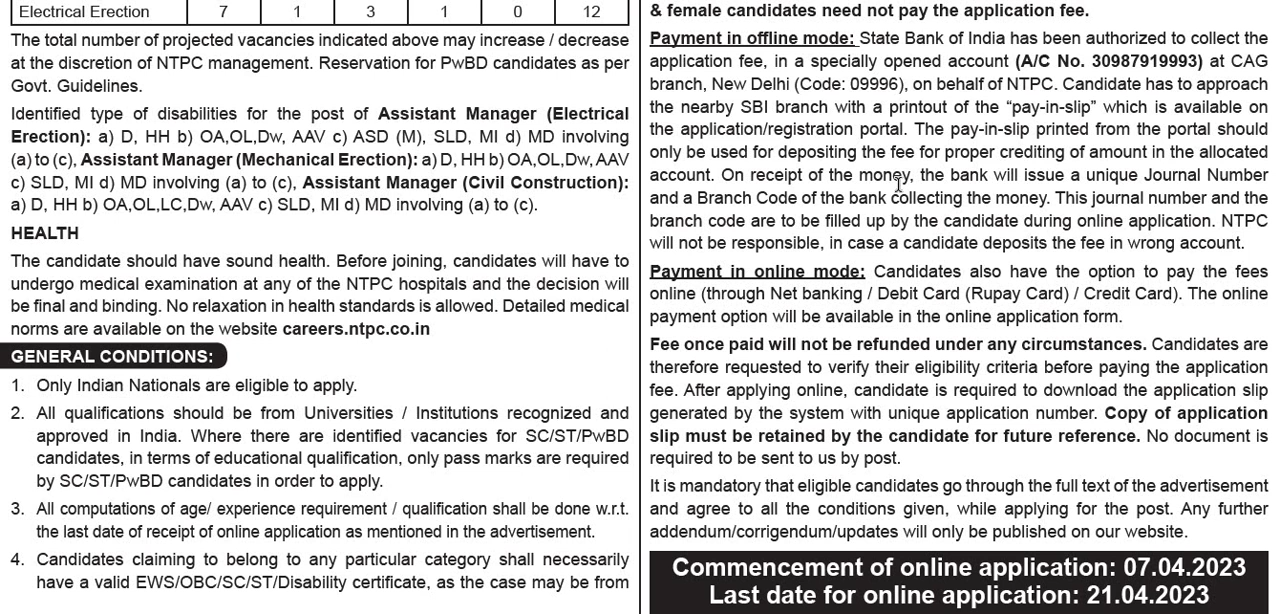 Electrical Erection 7 1 3 1 0 12
The total number of projected vacancies indicated above may increase / decrease
at the discretion of NTPC management. Reservation for PwBD candidates as per
Govt. Guidelines.
Identified type of disabilities for the post of Assistant Manager (Electrical
Erection): a) D, HH b) OA,OL,Dw, AAV c) ASD (M), SLD, MI d) MD involving
(a) to (c), Assistant Manager (Mechanical Erection): a) D, HH b) OA,OL,Dw, AAV
c) SLD, MI d) MD involving (a) to (c), Assistant Manager (Civil Construction):
a) D, HH b) OA,OL,LC,Dw, AAV c) SLD, MI d) MD involving (a) to (c).
HEALTH
The candidate should have sound health. Before joining, candidates will have to
undergo medical examination at any of the NTPC hospitals and the decision will
be final and binding. No relaxation in health standards is allowed. Detailed medical
norms are available on the website careers.ntpc.co.in
GENERAL CONDITIONS:
1. Only Indian Nationals are eligible to apply.
2. All qualifications should be from Universities / Institutions recognized and
approved in India. Where there are identified vacancies for SC/ST/PwBD
candidates, in terms of educational qualification, only pass marks are required
by SC/ST/PwBD candidates in order to apply.
3. All computations of age/ experience requirement / qualification shall be done w.r.t.
the last date of receipt of online application as mentioned in the advertisement.
4. Candidates claiming to belong to any particular category shall necessarily
have a valid EWS/OBC/SC/ST/Disability certificate, as the case may be from
& female candidates need not pay the application fee.
Payment in offline mode: State Bank of India has been authorized to collect the
application fee, in a specially opened account (A/C No. 30987919993) at CAG
branch, New Delhi (Code: 09996), on behalf of NTPC. Candidate has to approach
the nearby SBI branch with a printout of the “pay-in-slip” which is available on
the application/registration portal. The pay-in-slip printed from the portal should
only be used for depositing the fee for proper crediting of amount in the allocated
account. On receipt of the money, the bank will issue a unique Journal Number
and a Branch Code of the bank collecting the money. This journal number and the
branch code are to be filled up by the candidate during online application. NTPC
will not be responsible, in case a candidate deposits the fee in wrong account.
Payment in online mode: Candidates also have the option to pay the fees
online (through Net banking / Debit Card (Rupay Card) / Credit Card). The online
payment option will be available in the online application form.
Fee once paid will not be refunded under any circumstances. Candidates are
therefore requested to verify their eligibility criteria before paying the application
fee. After applying online, candidate is required to download the application slip
generated by the system with unique application number. Copy of application
slip must be retained by the candidate for future reference. No document is
required to be sent to us by post.
It is mandatory that eligible candidates go through the full text of the advertisement
and agree to all the conditions given, while applying for the post. Any further
addendum/corrigendum/updates will only be published on our website.
Commencement of online application: 07.04.2023
Last date for online application: 21.04.2023